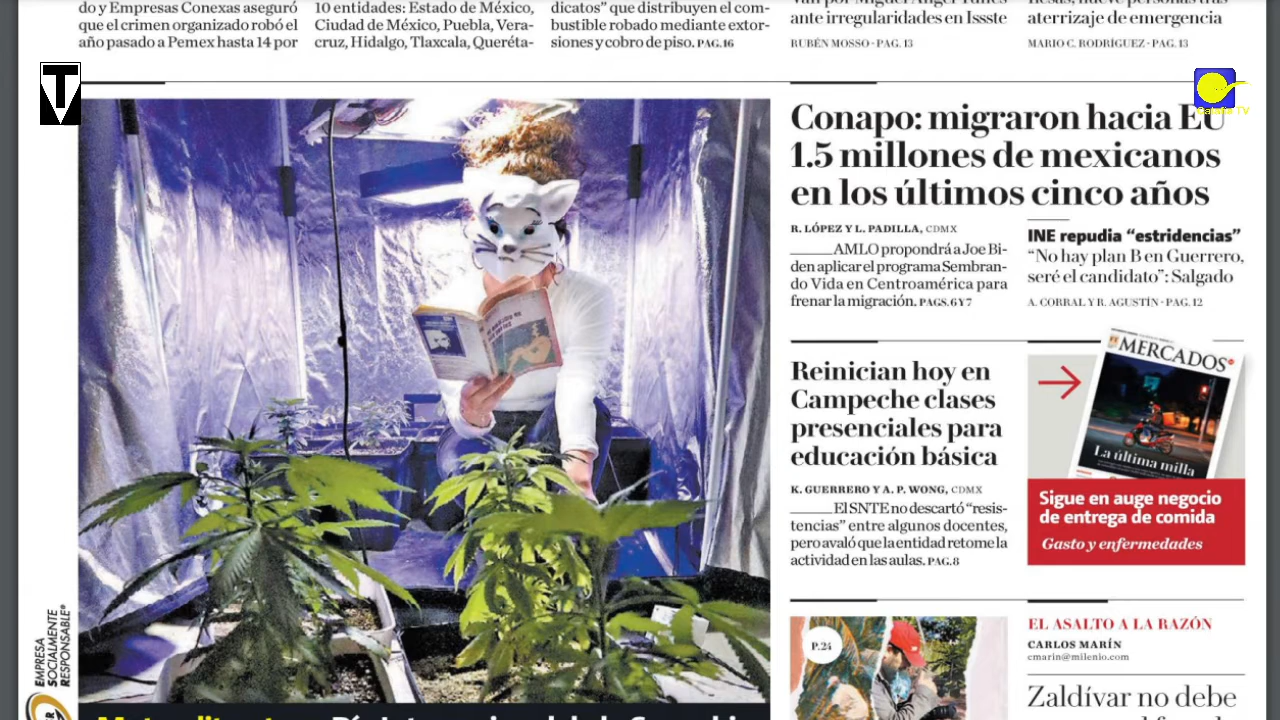 do y Empresas Conexas aseguró
que el crimen organizado robó el
año pasado a Pemex hasta 14 por
10 entidades: Estado de México,
Ciudad de México, Puebla, Vera-
cruz, Hidalgo, Tlaxcala, Queréta-
dicatos” que distribuyen el com-
bustible robado mediante extor-
siones y cobro de piso. PAG. 16
ante irregularidades en Issste
RUBÉN MOSSO - PAG. 13
aterrizaje de emergencia
MARIO C. RODRÍGUEZ - PAG. 13
TV
Canafur TV
Conapo: migraron hacia EU
1.5 millones de mexicanos
en los últimos cinco años
R. LÓPEZ Y L. PADILLA, CDMX
AMLO propondrá a Joe Bi-
den aplicar el programa Sembran-
do Vida en Centroamérica para
frenar la migración. PAGS. 6 Y 7
INE repudia “estridencias”
“No hay plan B en Guerrero,
seré el candidato”: Salgado
A. CORRAL Y R. AGUSTÍN - PAG. 12
Reinician hoy en
Campeche clases
presenciales para
educación básica
K. GUERRERO Y A. P. WONG, CDMX
El SNTE no descartó “resis-
tencias” entre algunos docentes,
pero avaló que la entidad retome la
actividad en las aulas. PAG. 8
MERCADOS
La última milla
Sigue en auge negocio
de entrega de comida
Gasto y enfermedades
P. 24
EL ASALTO A LA RAZÓN
CARLOS MARÍN
cmarin@milenio.com
Zaldívar no debe
EMPRESA
SOCIALMENTE
RESPONSABLE®